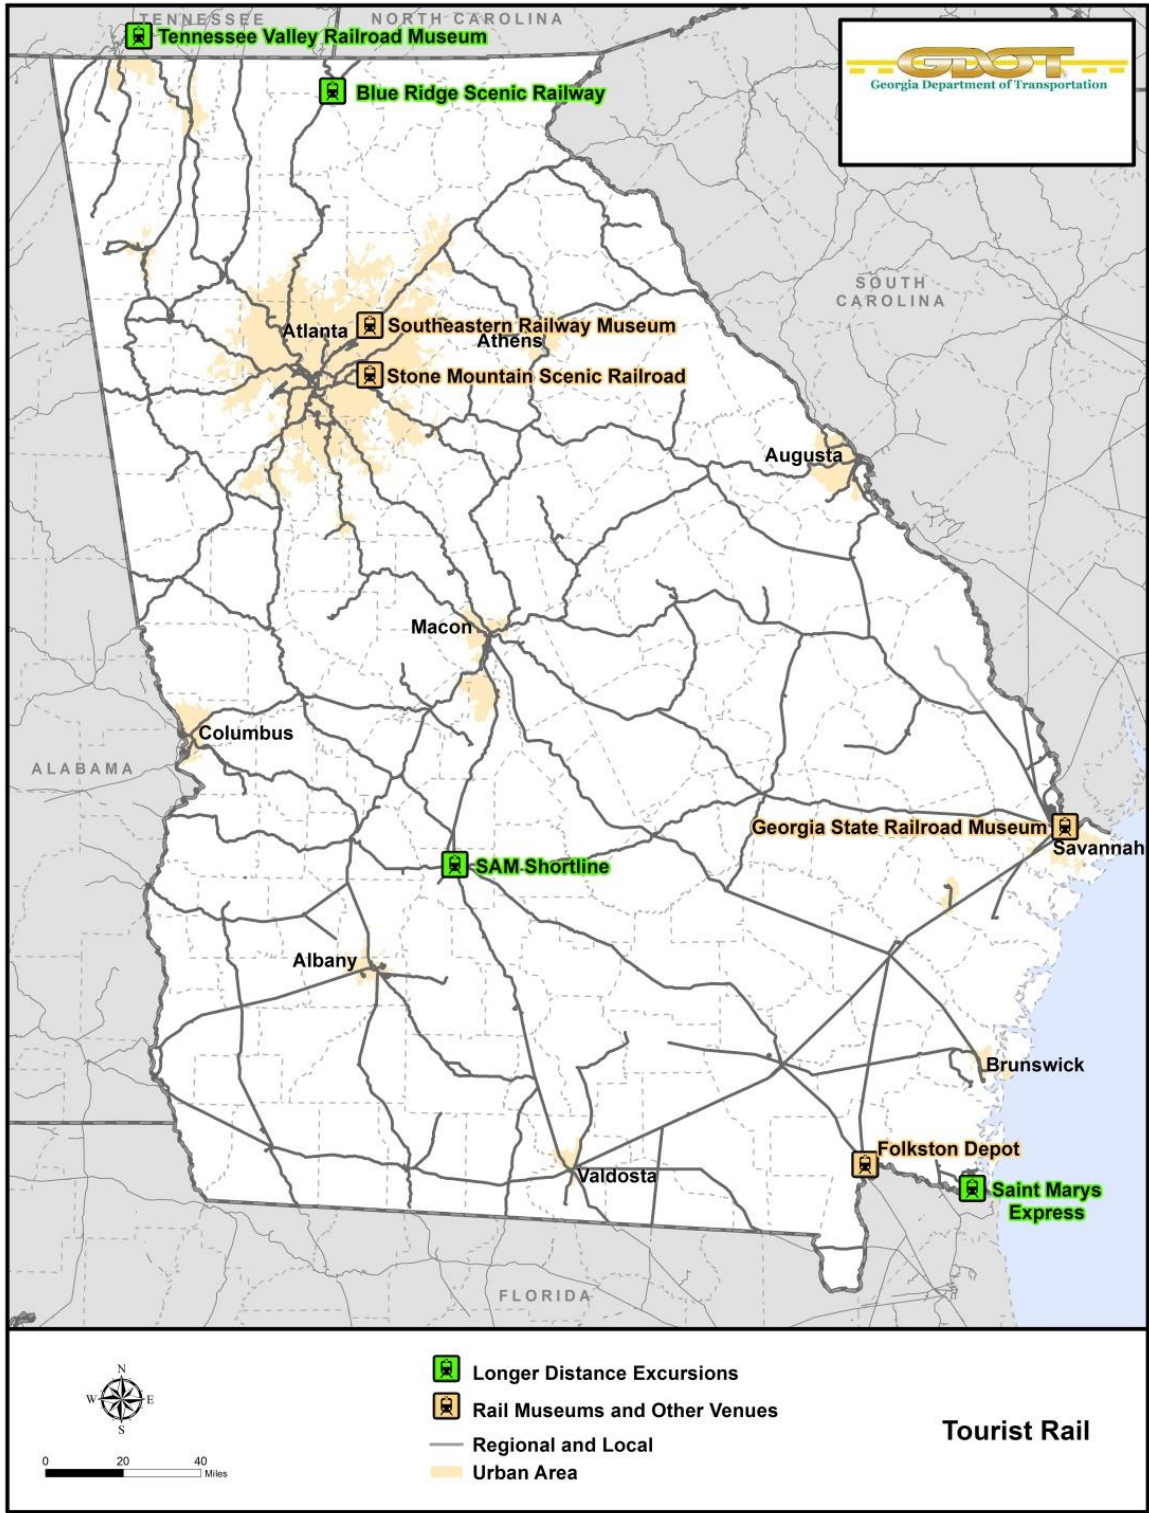 TENNESSEE
NORTH CAROLINA
Tennessee Valley Railroad Museum
GDOT
Georgia Department of Transportation
Blue Ridge Scenic Railway
SOUTH
CAROLINA
Atlanta
Southeastern Railway Museum
Athens
Stone Mountain Scenic Railroad
Augusta
Macon
Columbus
ALABAMA
Georgia State Railroad Museum
Savannah
SAM Shortline
Albany
Brunswick
Folkston Depot
Valdosta
Saint Marys
Express
FLORIDA
N
W E
S
0 20 40
Miles
Longer Distance Excursions
Rail Museums and Other Venues
Regional and Local
Urban Area
Tourist Rail